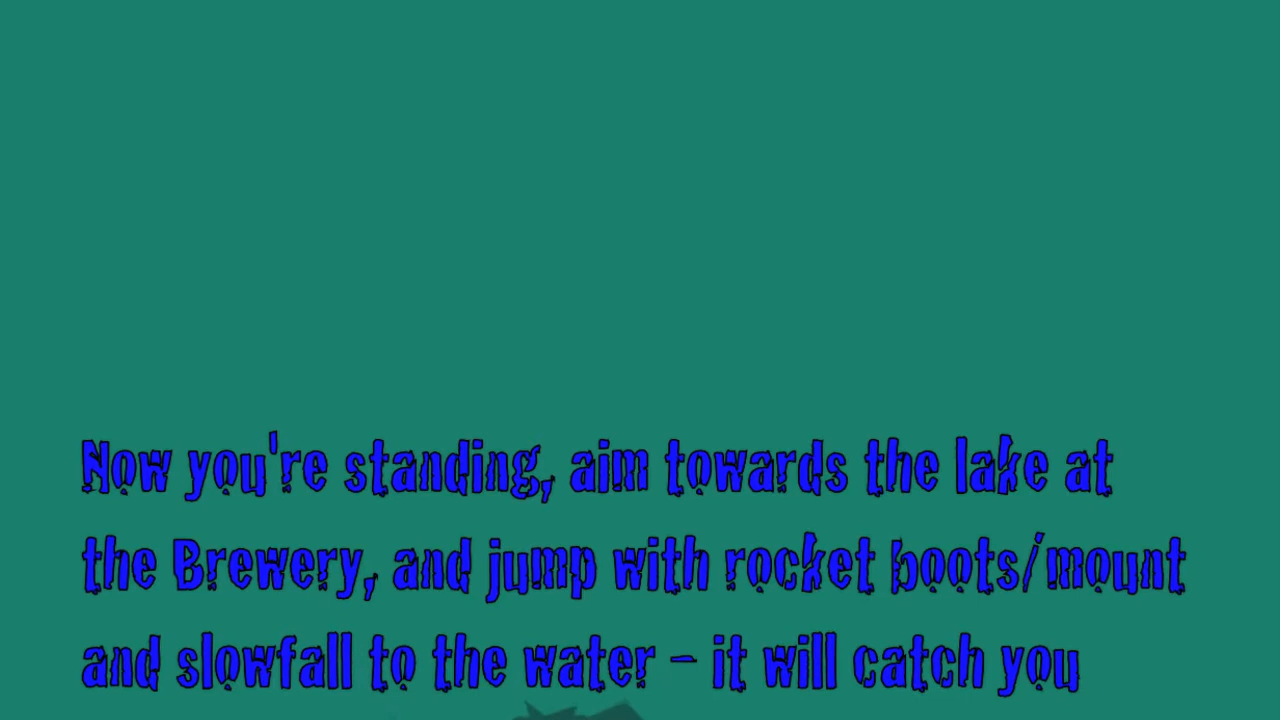 Now you're standing, aim towards the lake at
the Brewery, and jump with rocket boots/mount
and slowfall to the water - it will catch you